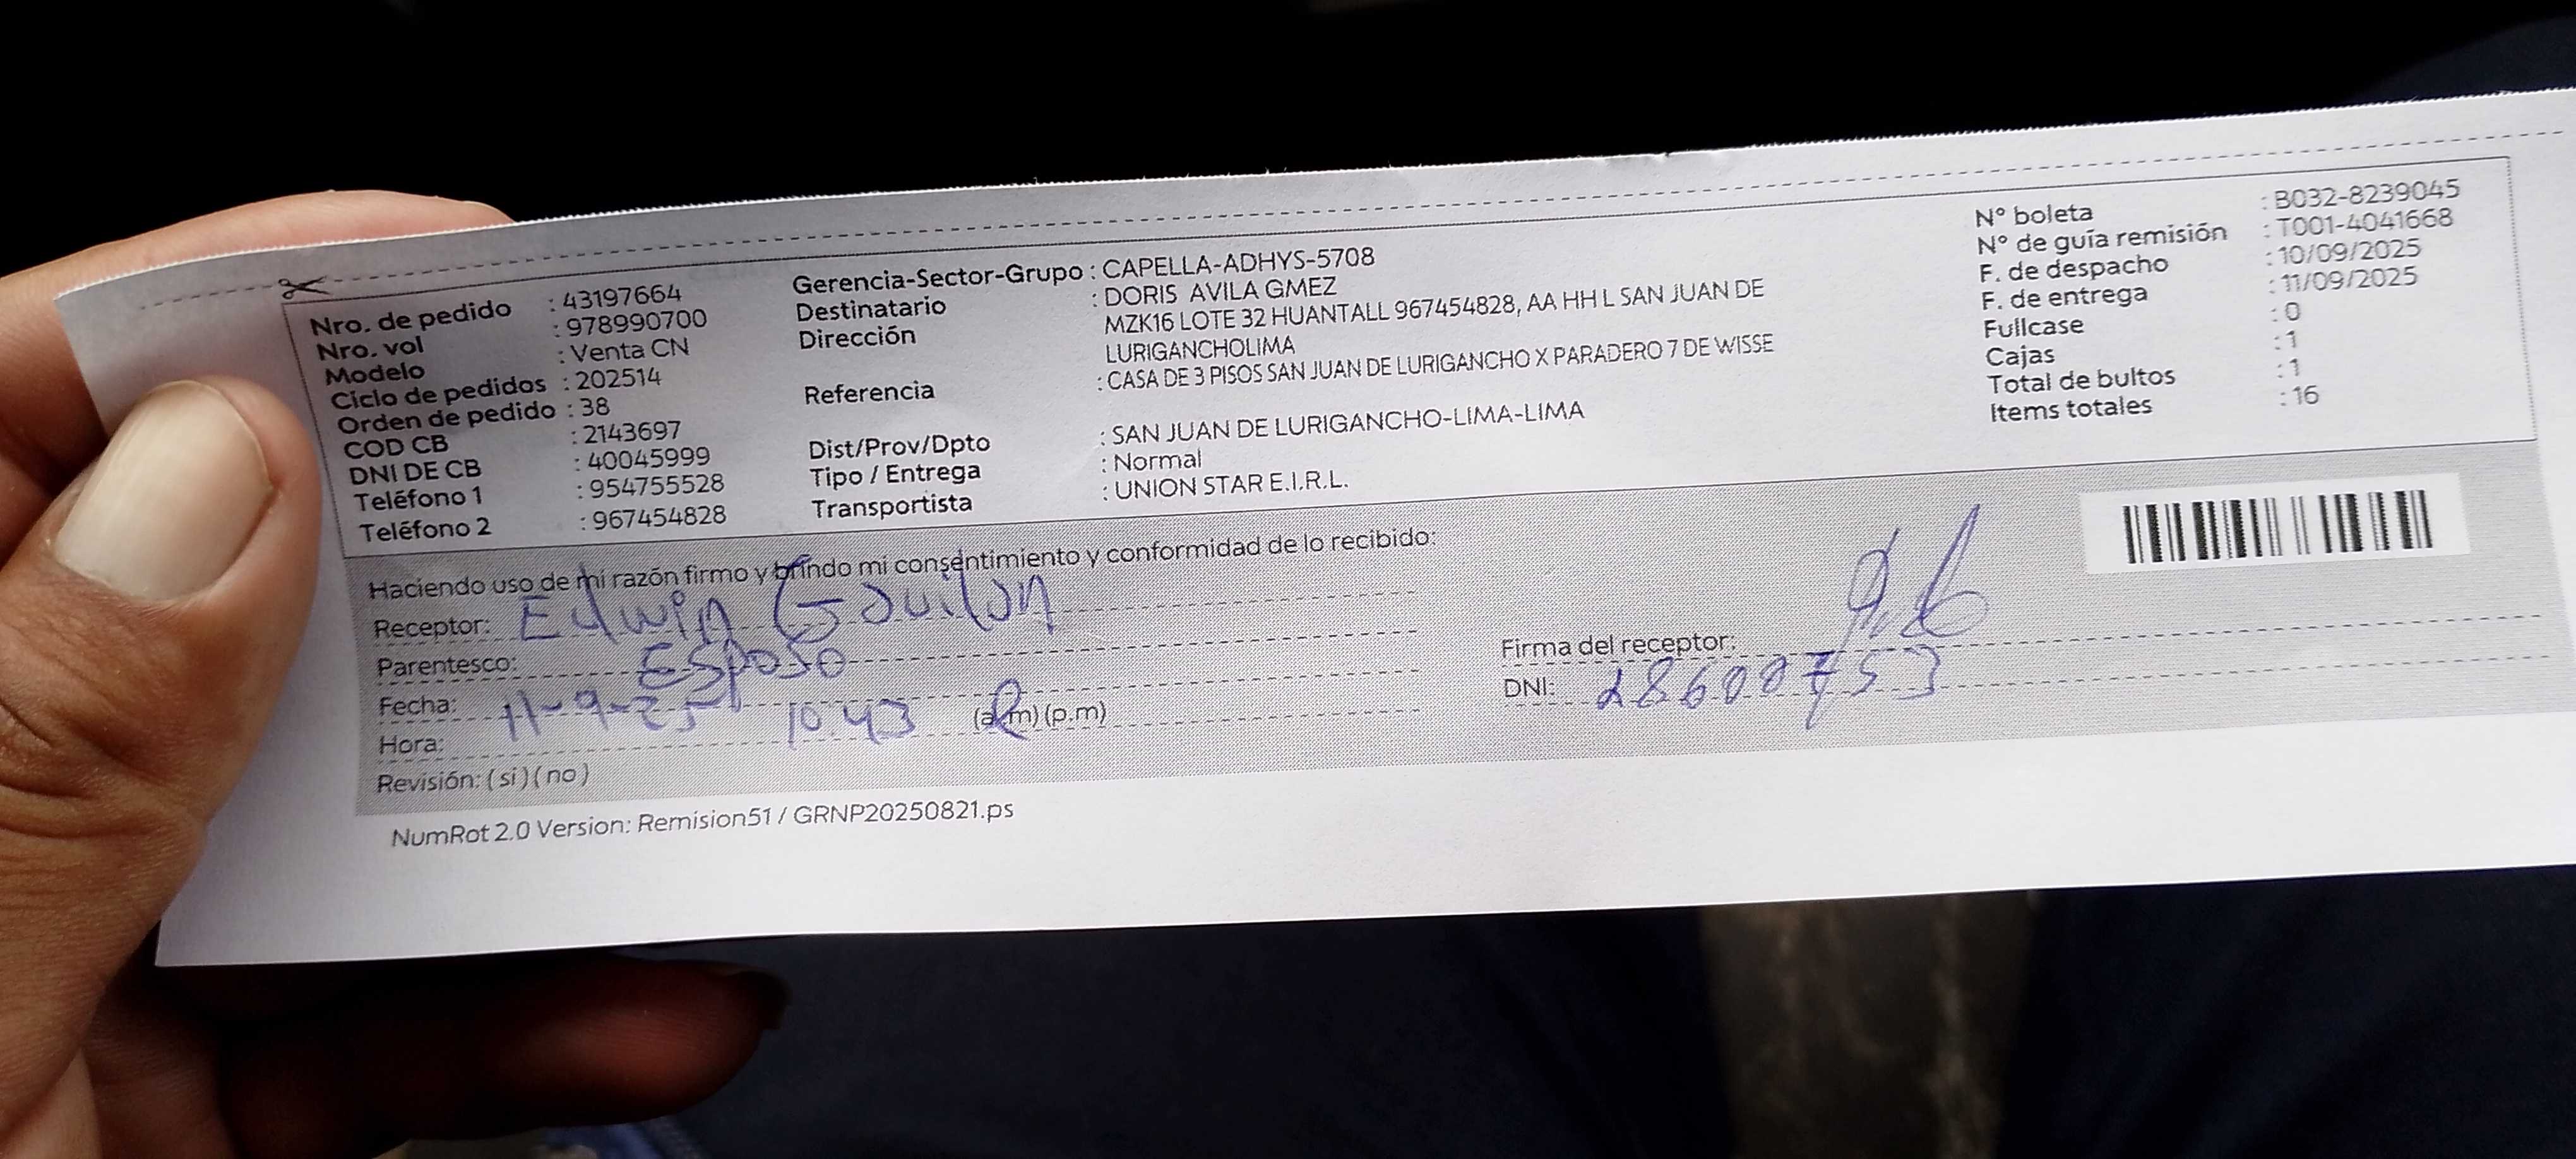 Nro. de pedido : 43197664
Nro. vol : 978990700
Modelo : Venta CN
Ciclo de pedidos : 202514
Orden de pedido : 38
COD CB : 2143697
DNI DE CB : 40045999
Teléfono 1 : 954755528
Teléfono 2 : 967454828
Gerencia-Sector-Grupo : CAPELLA-ADHYS-5708
Destinatario : DORIS AVILA GMEZ
Dirección MZK16 LOTE 32 HUANTALL 967454828, AA HH L SAN JUAN DE
LURIGANCHOLIMA
Referencia : CASA DE 3 PISOS SAN JUAN DE LURIGANCHO X PARADERO 7 DE WISSE
Dist/Prov/Dpto : SAN JUAN DE LURIGANCHO-LIMA-LIMA
Tipo / Entrega : Normal
Transportista : UNION STAR E.I.R.L.
N° boleta : B032-8239045
N° de guía remisión : T001-4041668
F. de despacho : 10/09/2025
F. de entrega : 11/09/2025
Fullcase : 0
Cajas : 1
Total de bultos : 1
Items totales : 16
Haciendo uso de mi razón firmo y brindo mi consentimiento y conformidad de lo recibido:
Receptor: Edwin
Parentesco: Esposo
Fecha: 11-9-25
Hora: 10:43 (a.m) (p.m)
Revisión: ( si ) ( no )
Firma del receptor:
DNI: 28600753
NumRot 2.0 Version: Remision51 / GRNP20250821.ps